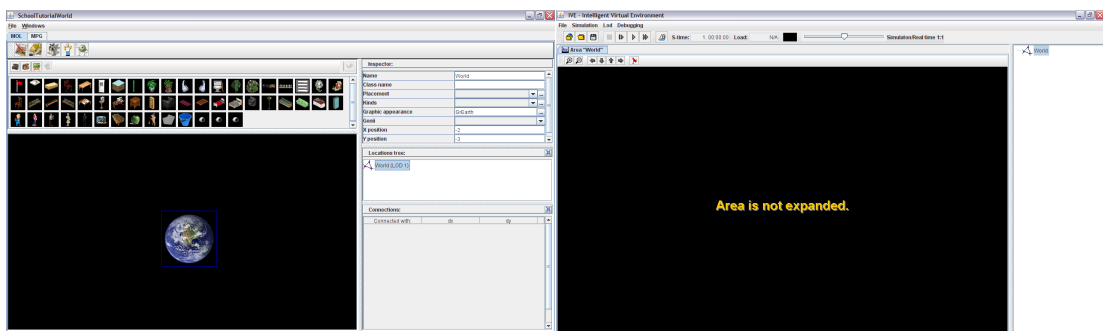 SchoolTutorialWorld
File Windows
MOL MPG
Inspector:
Name World
Class name
Placement
Kinds
Graphic appearance GrEarth
Genii
X position -2
Y position -3
Locations tree:
World (LOD 1)
Connections:
Connected with: dx dy
IVE - Intelligent Virtual Environment
File Simulation Lod Debugging
S-time: 1. 00:00:00 Load: N/A Simulaton/Real time 1:1
Area "World"
Area is not expanded.
World